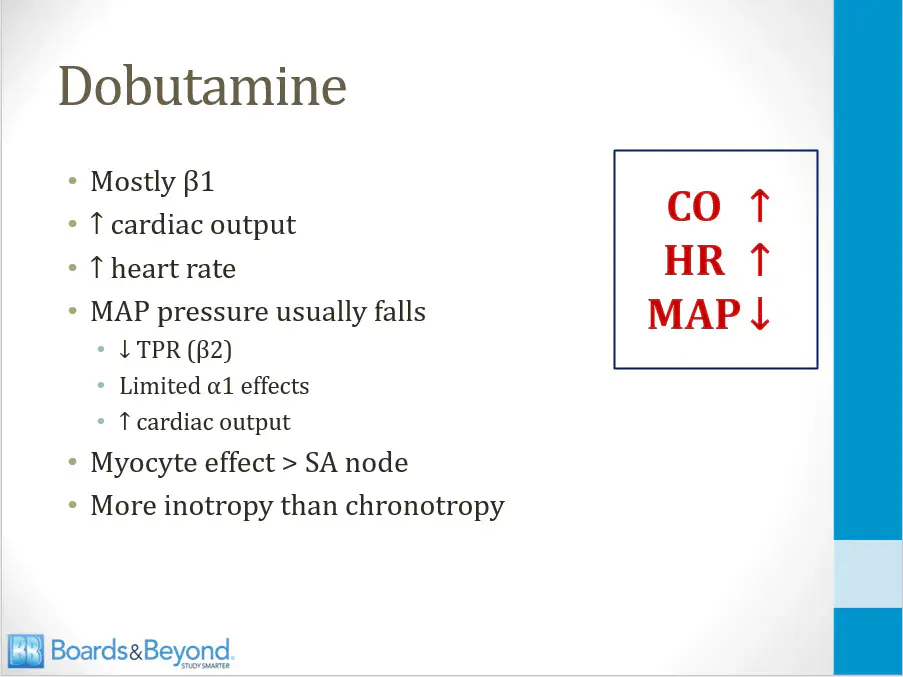 Dobutamine
• Mostly β1
• ↑ cardiac output
• ↑ heart rate
• MAP pressure usually falls
• ↓ TPR (β2)
• Limited α1 effects
• ↑ cardiac output
• Myocyte effect > SA node
• More inotropy than chronotropy
CO ↑
HR ↑
MAP ↓
BB Boards&Beyond.
STUDY SMARTER